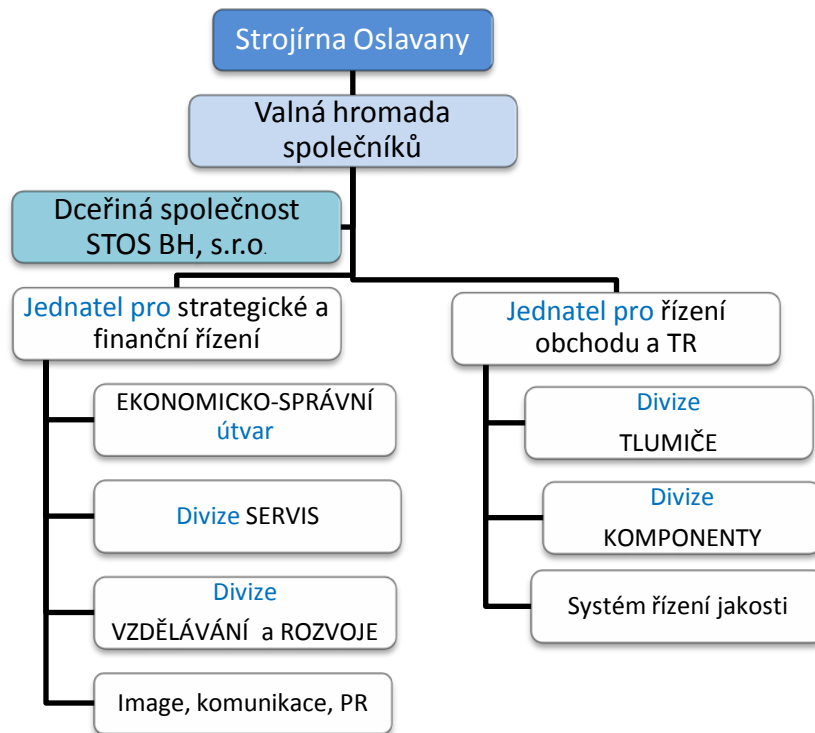 Strojírna Oslavany
Valná hromada
společníků
Dceřiná společnost
STOS BH, s.r.o.
Jednatel pro strategické a
finanční řízení
EKONOMICKO-SPRÁVNÍ
útvar
Divize SERVIS
Divize
VZDĚLÁVÁNÍ a ROZVOJE
Image, komunikace, PR
Jednatel pro řízení
obchodu a TR
Divize
TLUMIČE
Divize
KOMPONENTY
Systém řízení jakosti